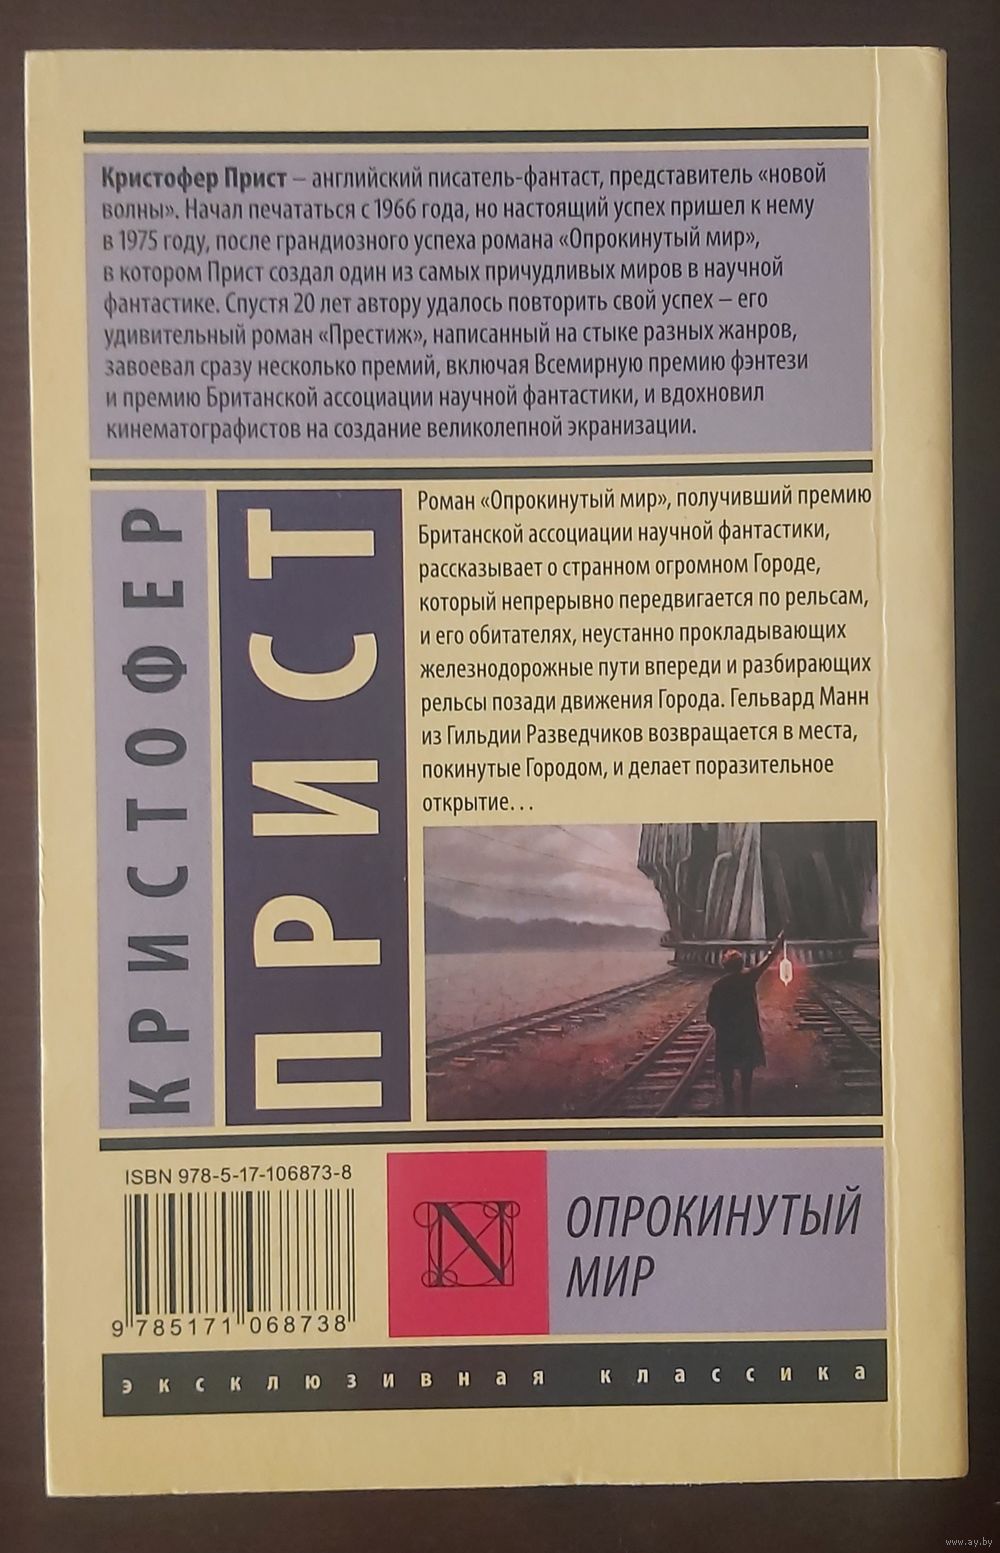 Кристофер Прист – английский писатель-фантаст, представитель «новой
волны». Начал печататься с 1966 года, но настоящий успех пришел к нему
в 1975 году, после грандиозного успеха романа «Опрокинутый мир»,
в котором Прист создал один из самых причудливых миров в научной
фантастике. Спустя 20 лет автору удалось повторить свой успех – его
удивительный роман «Престиж», написанный на стыке разных жанров,
завоевал сразу несколько премий, включая Всемирную премию фэнтези
и премию Британской ассоциации научной фантастики, и вдохновил
кинематографистов на создание великолепной экранизации.
КРИСТОФЕР
ПРИСТ
Роман «Опрокинутый мир», получивший премию
Британской ассоциации научной фантастики,
рассказывает о странном огромном Городе,
который непрерывно передвигается по рельсам,
и его обитателях, неустанно прокладывающих
железнодорожные пути впереди и разбирающих
рельсы позади движения Города. Гельвард Манн
из Гильдии Разведчиков возвращается в места,
покинутые Городом, и делает поразительное
открытие...
ISBN 978-5-17-106873-8
9 785171 068738
N
ОПРОКИНУТЫЙ
МИР
эксклюзивная классика
www.ay.by